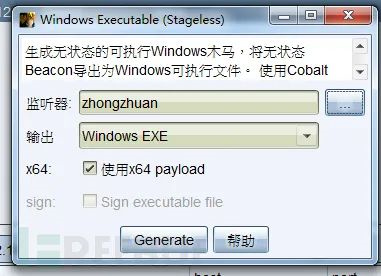 Windows Executable (Stageless)
生成无状态的可执行Windows木马，将无状态
Beacon导出为Windows可执行文件。 使用Cobalt
监听器: zhongzhuan ...
输出 Windows EXE
x64: 使用x64 payload
sign: Sign executable file
Generate 帮助